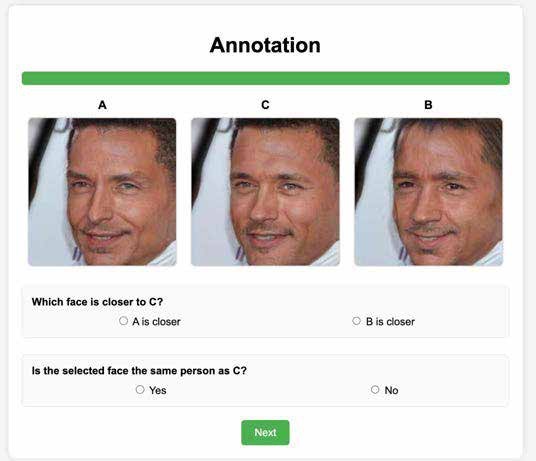 Annotation
A C B
Which face is closer to C?
A is closer B is closer
Is the selected face the same person as C?
Yes No
Next